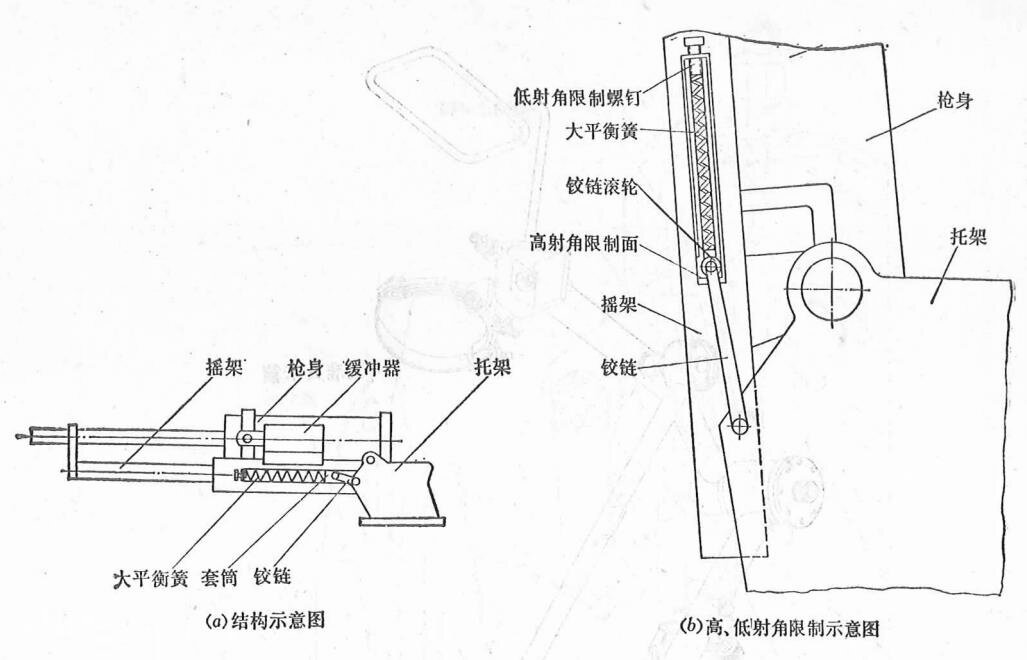 摇架
枪身
缓冲器
托架
大平衡簧
套筒
铰链
(a)结构示意图
低射角限制螺钉
大平衡簧
铰链滚轮
高射角限制面
摇架
铰链
枪身
托架
(b)高、低射角限制示意图